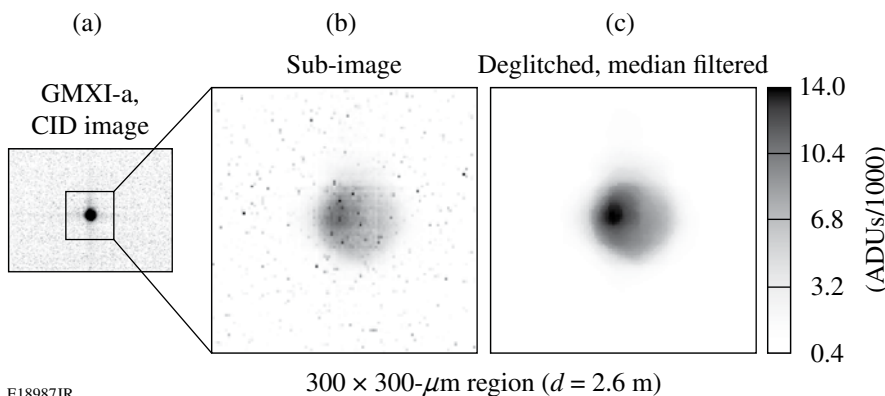 (a)
(b)
(c)
GMXI-a,
CID image
Sub-image
Deglitched, median filtered
14.0
10.4
6.8
3.2
0.4
(ADUs/1000)
300 × 300-μm region (d = 2.6 m)
E18987JR